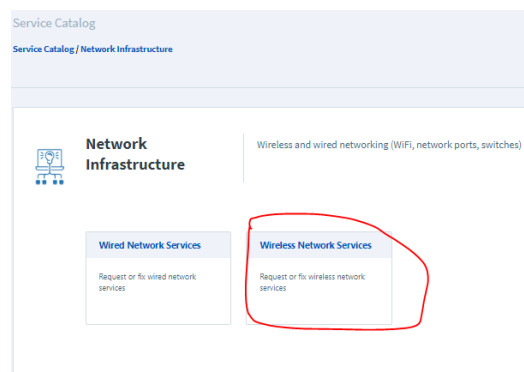 Service Catalog
Service Catalog / Network Infrastructure
Network
Infrastructure
Wireless and wired networking (WiFi, network ports, switches)
Wired Network Services
Request or fix wired network
services
Wireless Network Services
Request or fix wireless network
services